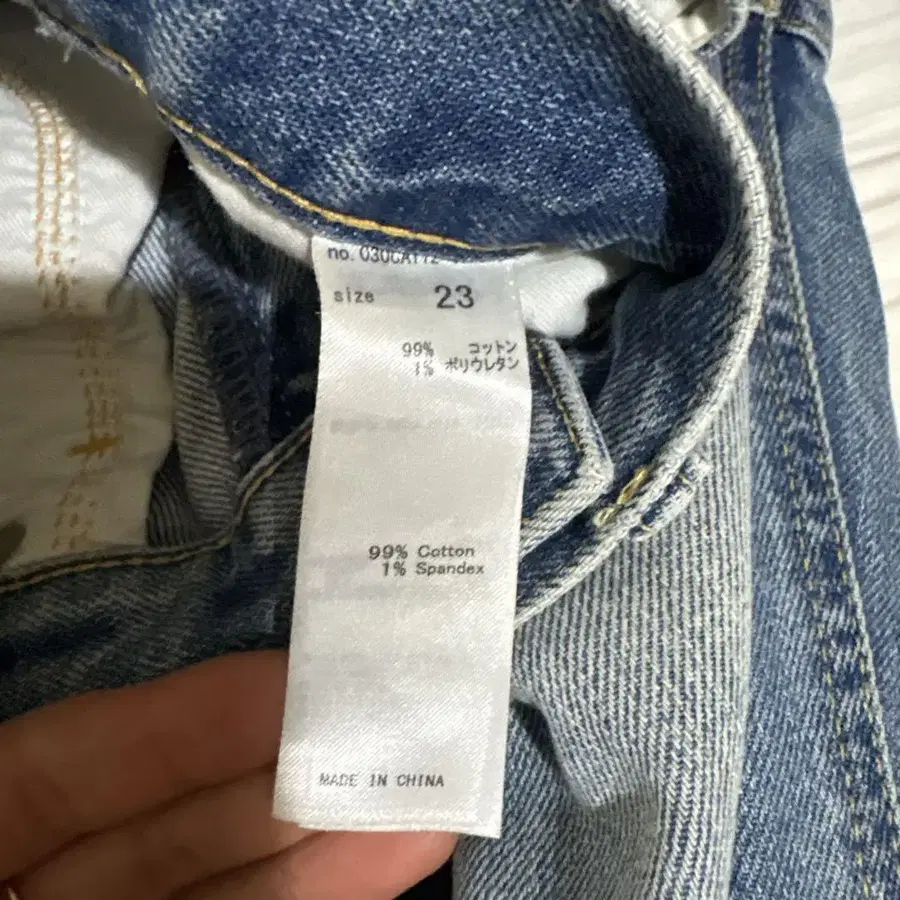 no.
size 23
99% コットン
1% ポリウレタン
99% Cotton
1% Spandex
MADE IN CHINA